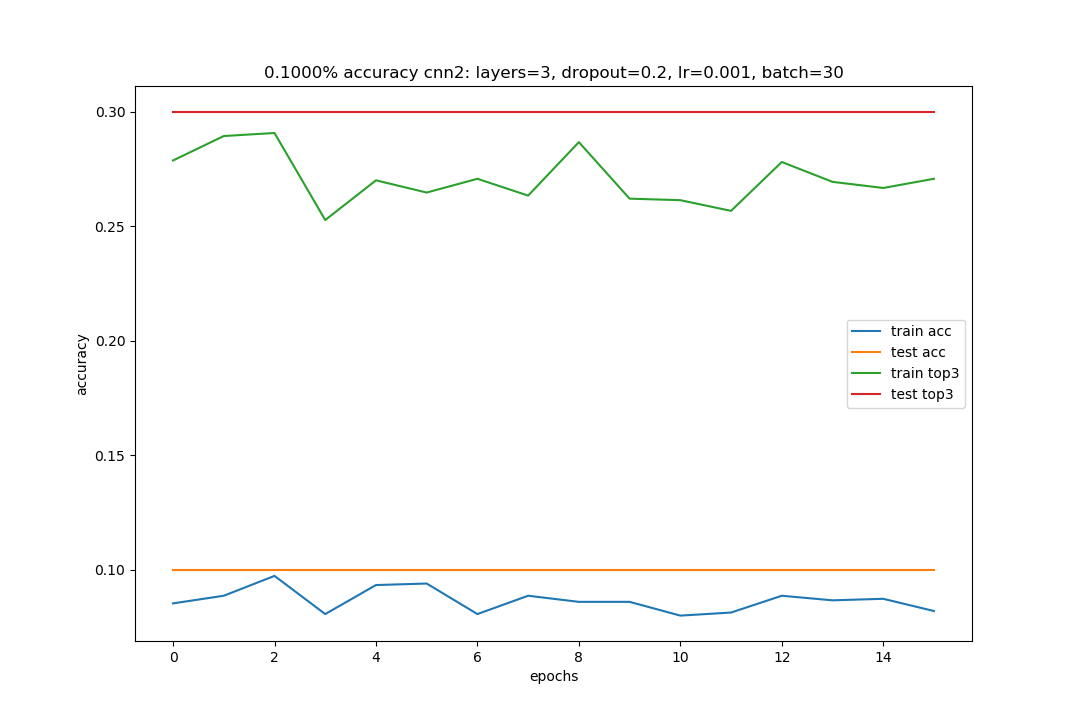 0.1000% accuracy cnn2: layers=3, dropout=0.2, lr=0.001, batch=30
0.30
0.25
0.20
0.15
0.10
accuracy
train acc
test acc
train top3
test top3
0 2 4 6 8 10 12 14
epochs